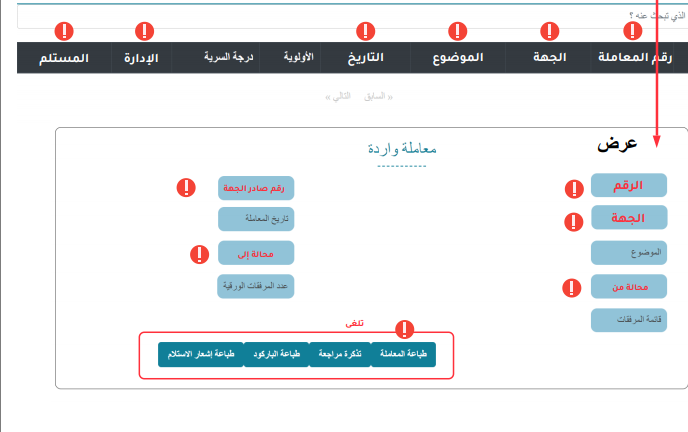 الذي تبحث عنه ؟
رقم المعاملة الجهة الموضوع التاريخ الأولوية درجة السرية الإدارة المستلم
« السابق التالي »
عرض
معاملة واردة
-----------
الرقم
رقم صادر الجهة
الجهة
تاريخ المعاملة
الموضوع
محالة إلى
محالة من
عدد المرفقات الورقية
قائمة المرفقات
تلغى
طباعة المعاملة تذكرة مراجعة طباعة الباركود طباعة إشعار الاستلام